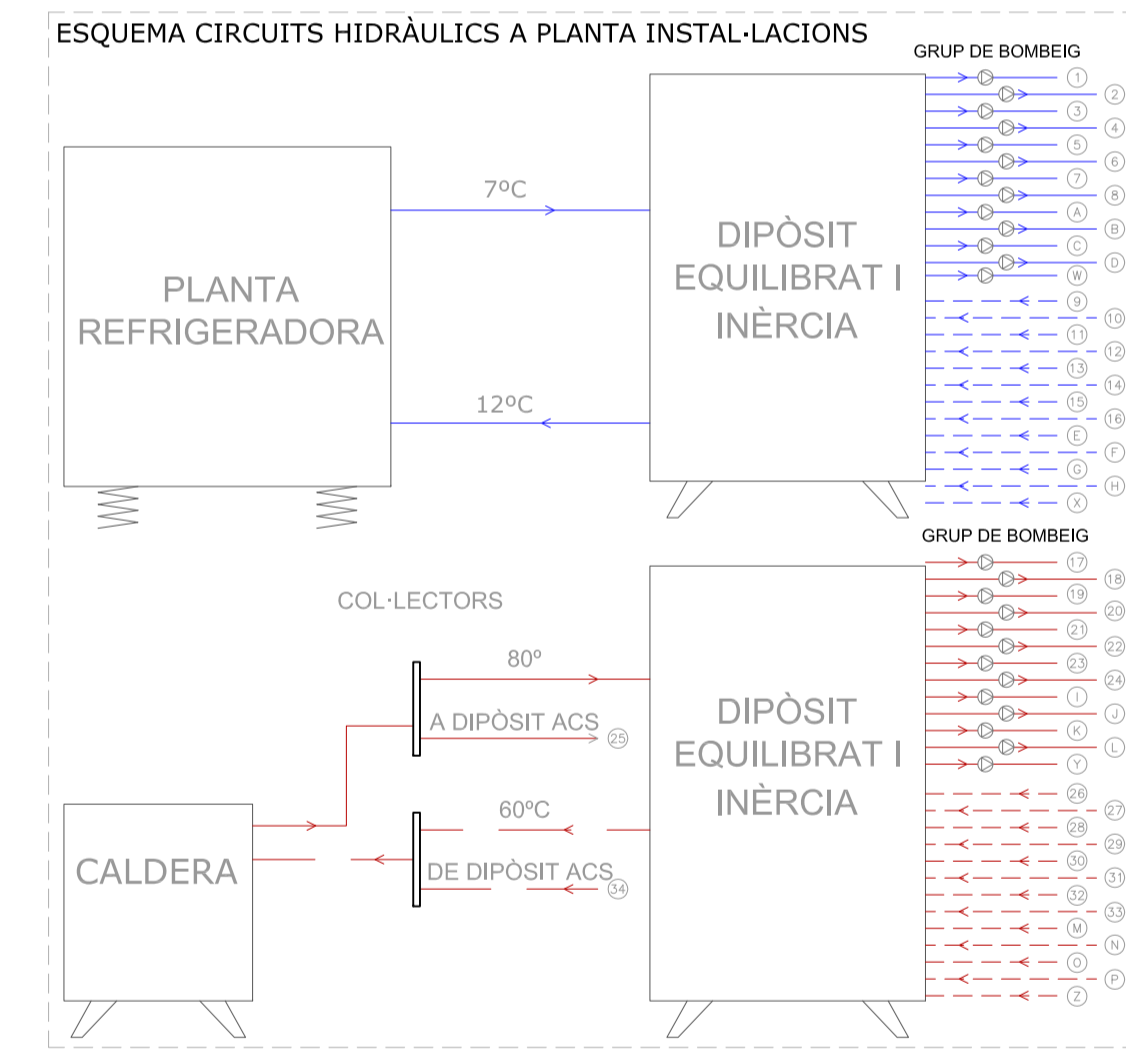 ESQUEMA CIRCUITS HIDRÀULICS A PLANTA INSTAL·LACIONS
GRUP DE BOMBEIG
1
2
3
4
5
6
7
8
A
B
C
D
W
7ºC
PLANTA
REFRIGERADORA
12ºC
DIPÒSIT
EQUILIBRAT I
INÈRCIA
9
10
11
12
13
14
15
16
E
F
G
H
X
GRUP DE BOMBEIG
17
18
19
20
21
22
23
24
I
J
K
L
Y
COL·LECTORS
80º
A DIPÒSIT ACS
25
60ºC
DE DIPÒSIT ACS
34
CALDERA
DIPÒSIT
EQUILIBRAT I
INÈRCIA
26
27
28
29
30
31
32
33
M
N
O
P
Z